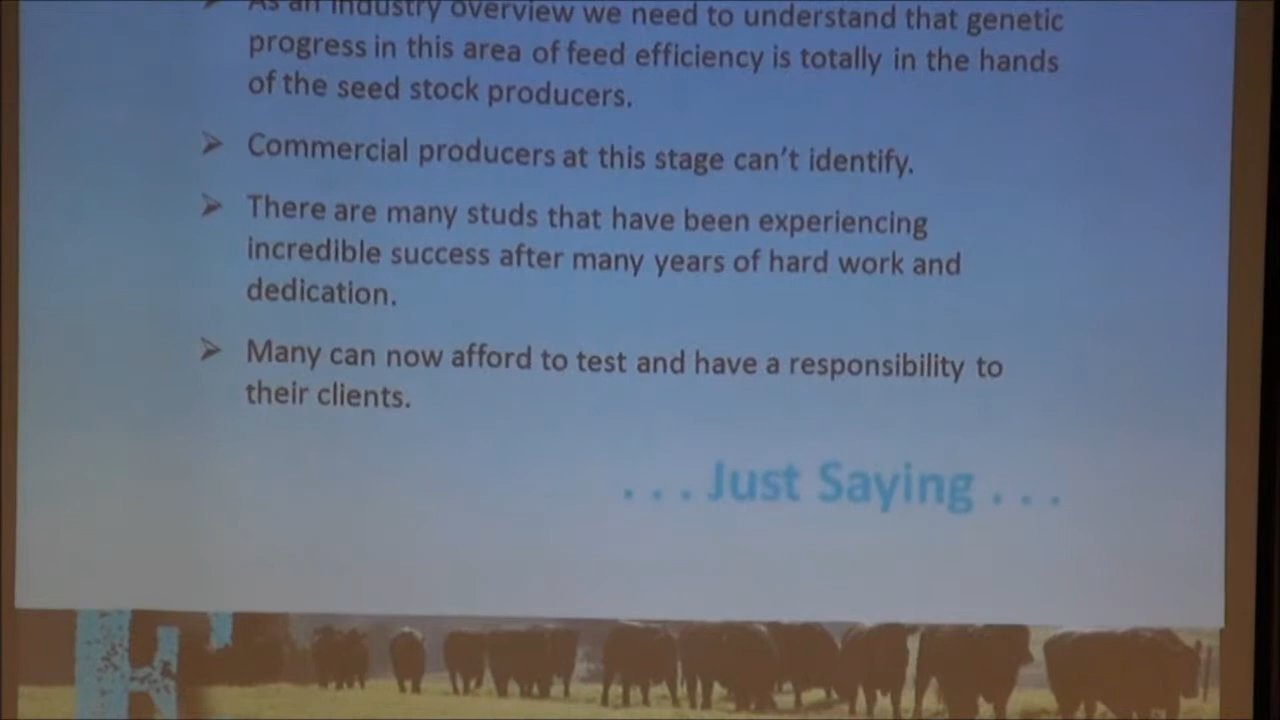 As an industry overview we need to understand that genetic
progress in this area of feed efficiency is totally in the hands
of the seed stock producers.
Commercial producers at this stage can't identify.
There are many studs that have been experiencing
incredible success after many years of hard work and
dedication.
Many can now afford to test and have a responsibility to
their clients.
. . . Just Saying . . .